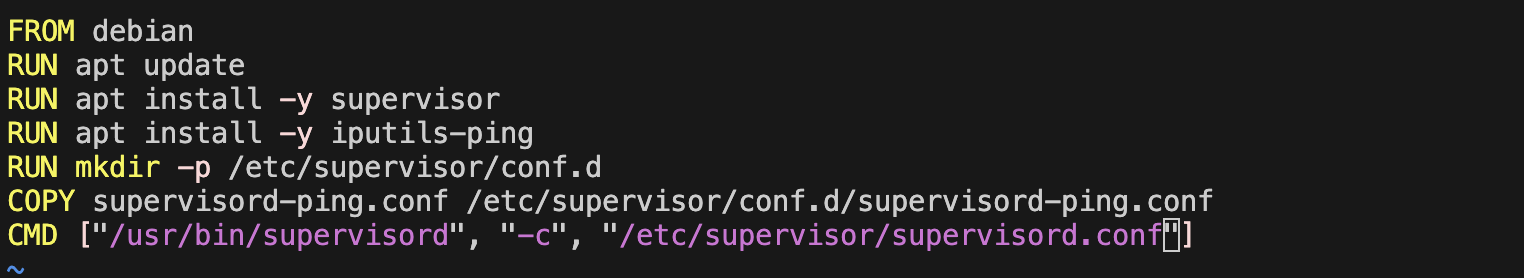 FROM debian
RUN apt update
RUN apt install -y supervisor
RUN apt install -y iputils-ping
RUN mkdir -p /etc/supervisor/conf.d
COPY supervisord-ping.conf /etc/supervisor/conf.d/supervisord-ping.conf
CMD ["/usr/bin/supervisord", "-c", "/etc/supervisor/supervisord.conf"]
~